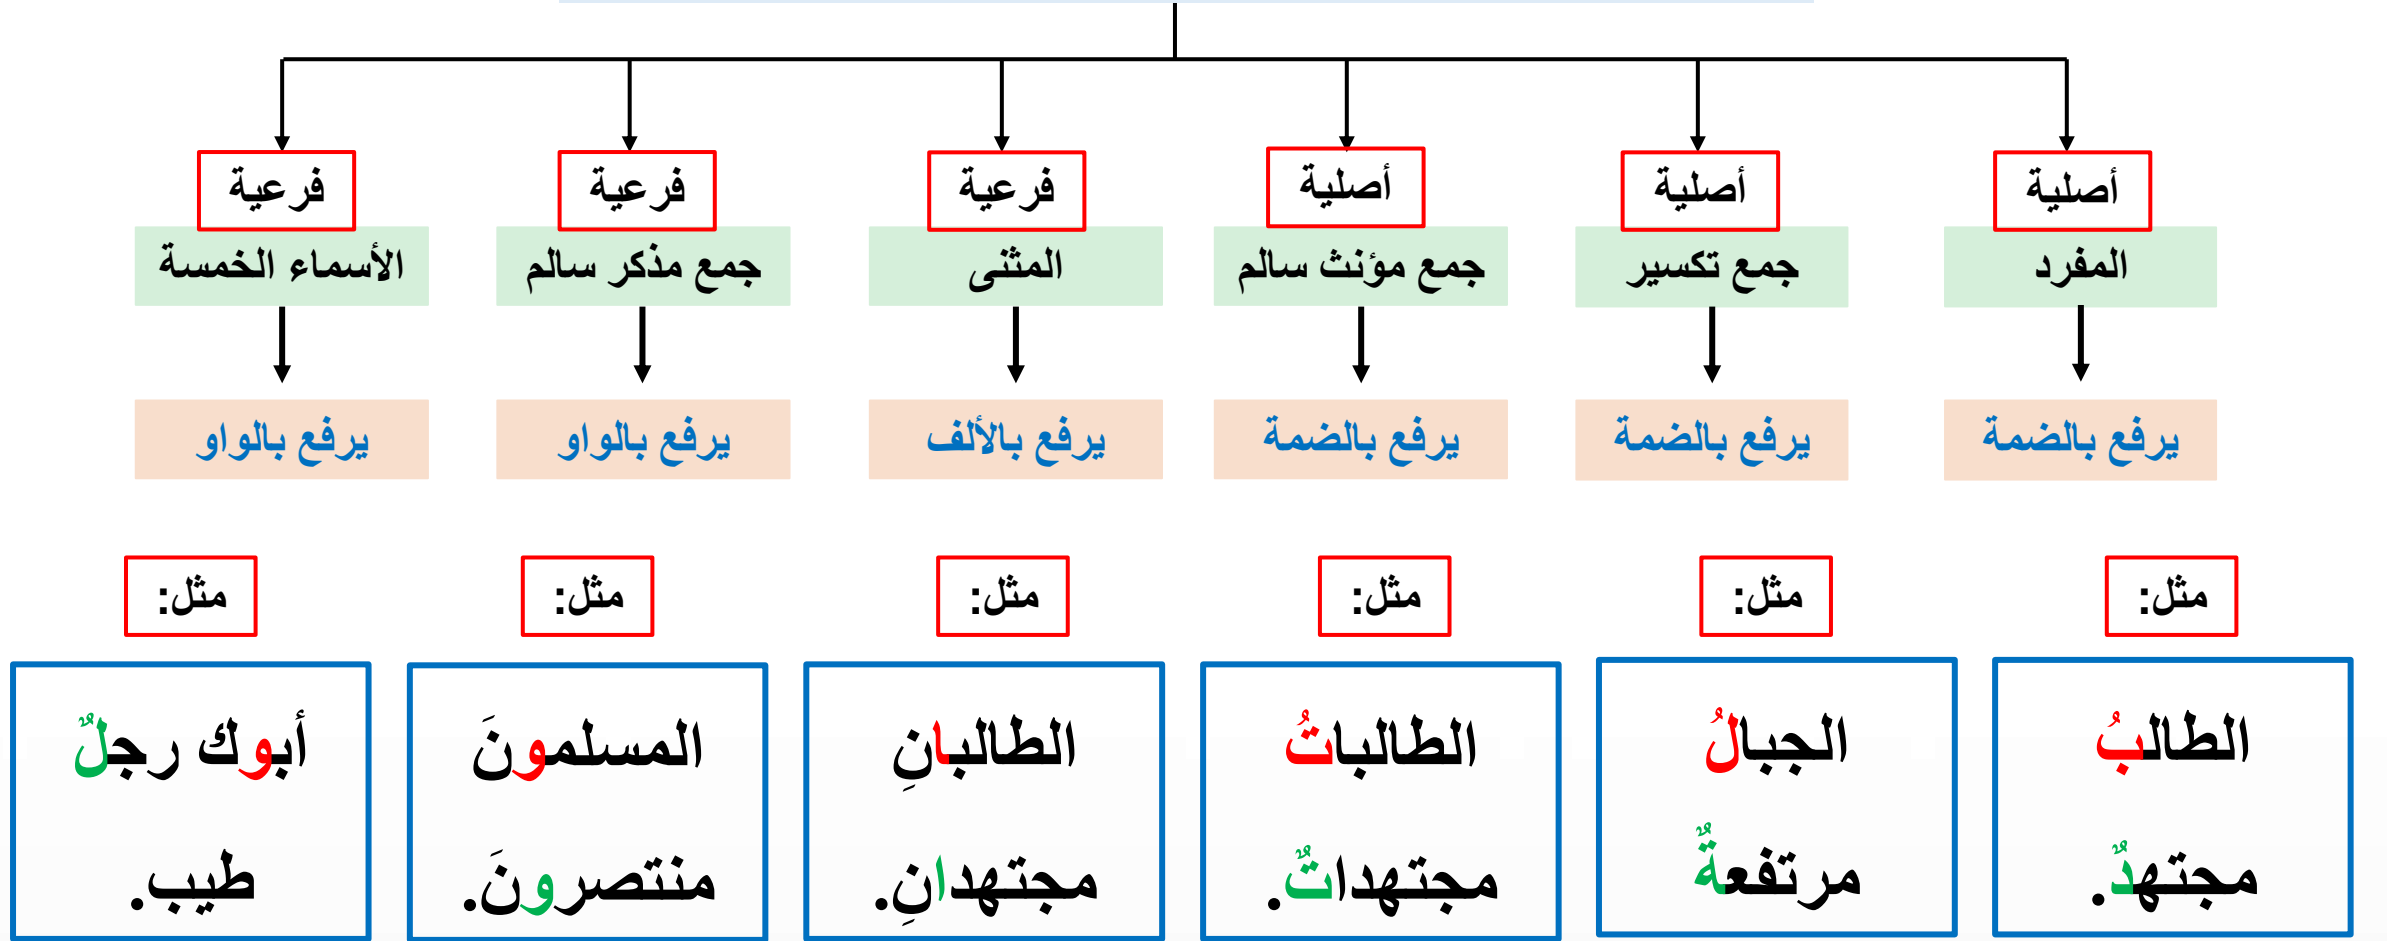 أصلية
أصلية
أصلية
فرعية
فرعية
فرعية
المفرد
جمع تكسير
جمع مؤنث سالم
المثنى
جمع مذكر سالم
الأسماء الخمسة
يرفع بالضمة
يرفع بالضمة
يرفع بالضمة
يرفع بالألف
يرفع بالواو
يرفع بالواو
مثل:
مثل:
مثل:
مثل:
مثل:
مثل:
الطالبُ
مجتهدٌ.
الجبالُ
مرتفعةٌ
الطالباتُ
مجتهداتٌ.
الطالبانِ
مجتهدانِ.
المسلمونَ
منتصرونَ.
أبوك رجلٌ
طيب.